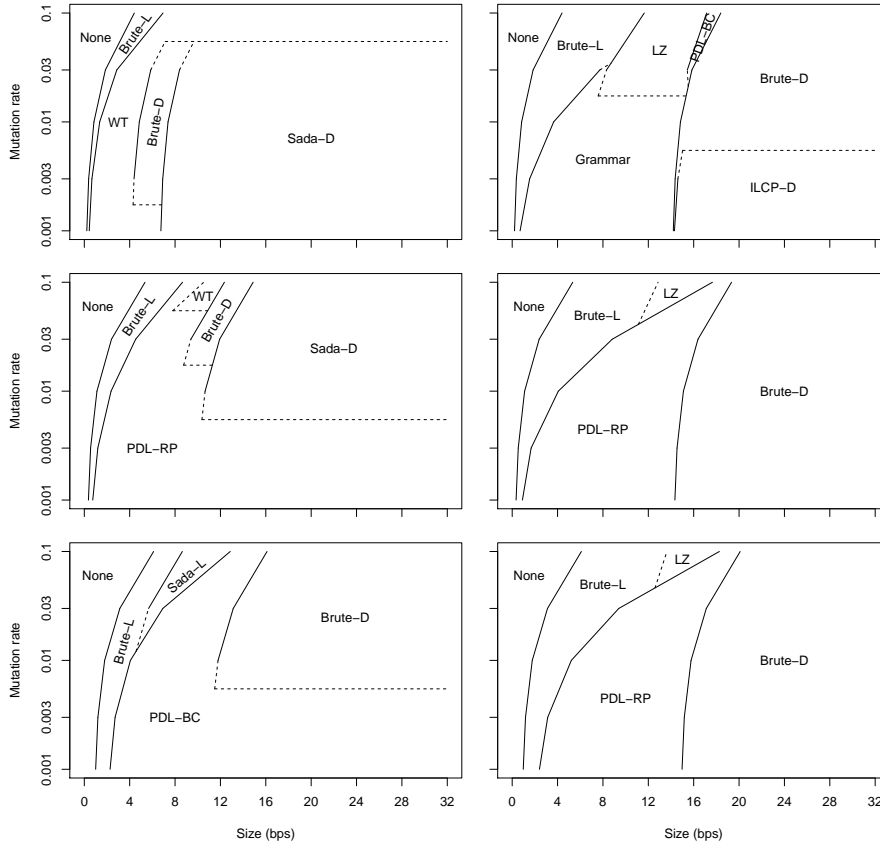 Mutation rate
0.001 0.003 0.01 0.03 0.1
None
Brute−L
WT
Brute−D
Sada−D
None
Brute−L
LZ
PDL−BC
Brute−D
Grammar
ILCP−D
Mutation rate
0.001 0.003 0.01 0.03 0.1
None
Brute−L
WT
Brute−D
Sada−D
PDL−RP
None
Brute−L
LZ
Brute−D
PDL−RP
Mutation rate
0.001 0.003 0.01 0.03 0.1
None
Brute−L
Sada−L
Brute−D
PDL−BC
0 4 8 12 16 20 24 28 32
Size (bps)
None
Brute−L
LZ
Brute−D
PDL−RP
0 4 8 12 16 20 24 28 32
Size (bps)